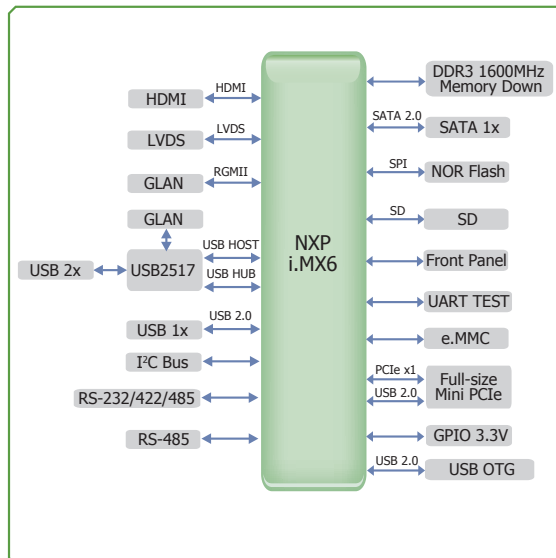 HDMI
HDMI
LVDS
LVDS
GLAN
RGMII
GLAN
USB 2x
USB2517
USB HOST
USB HUB
USB 1x
USB 2.0
I²C Bus
RS-232/422/485
RS-485
NXP
i.MX6
DDR3 1600MHz
Memory Down
SATA 2.0
SATA 1x
SPI
NOR Flash
SD
SD
Front Panel
UART TEST
e.MMC
PCIe x1
USB 2.0
Full-size
Mini PCIe
GPIO 3.3V
USB 2.0
USB OTG